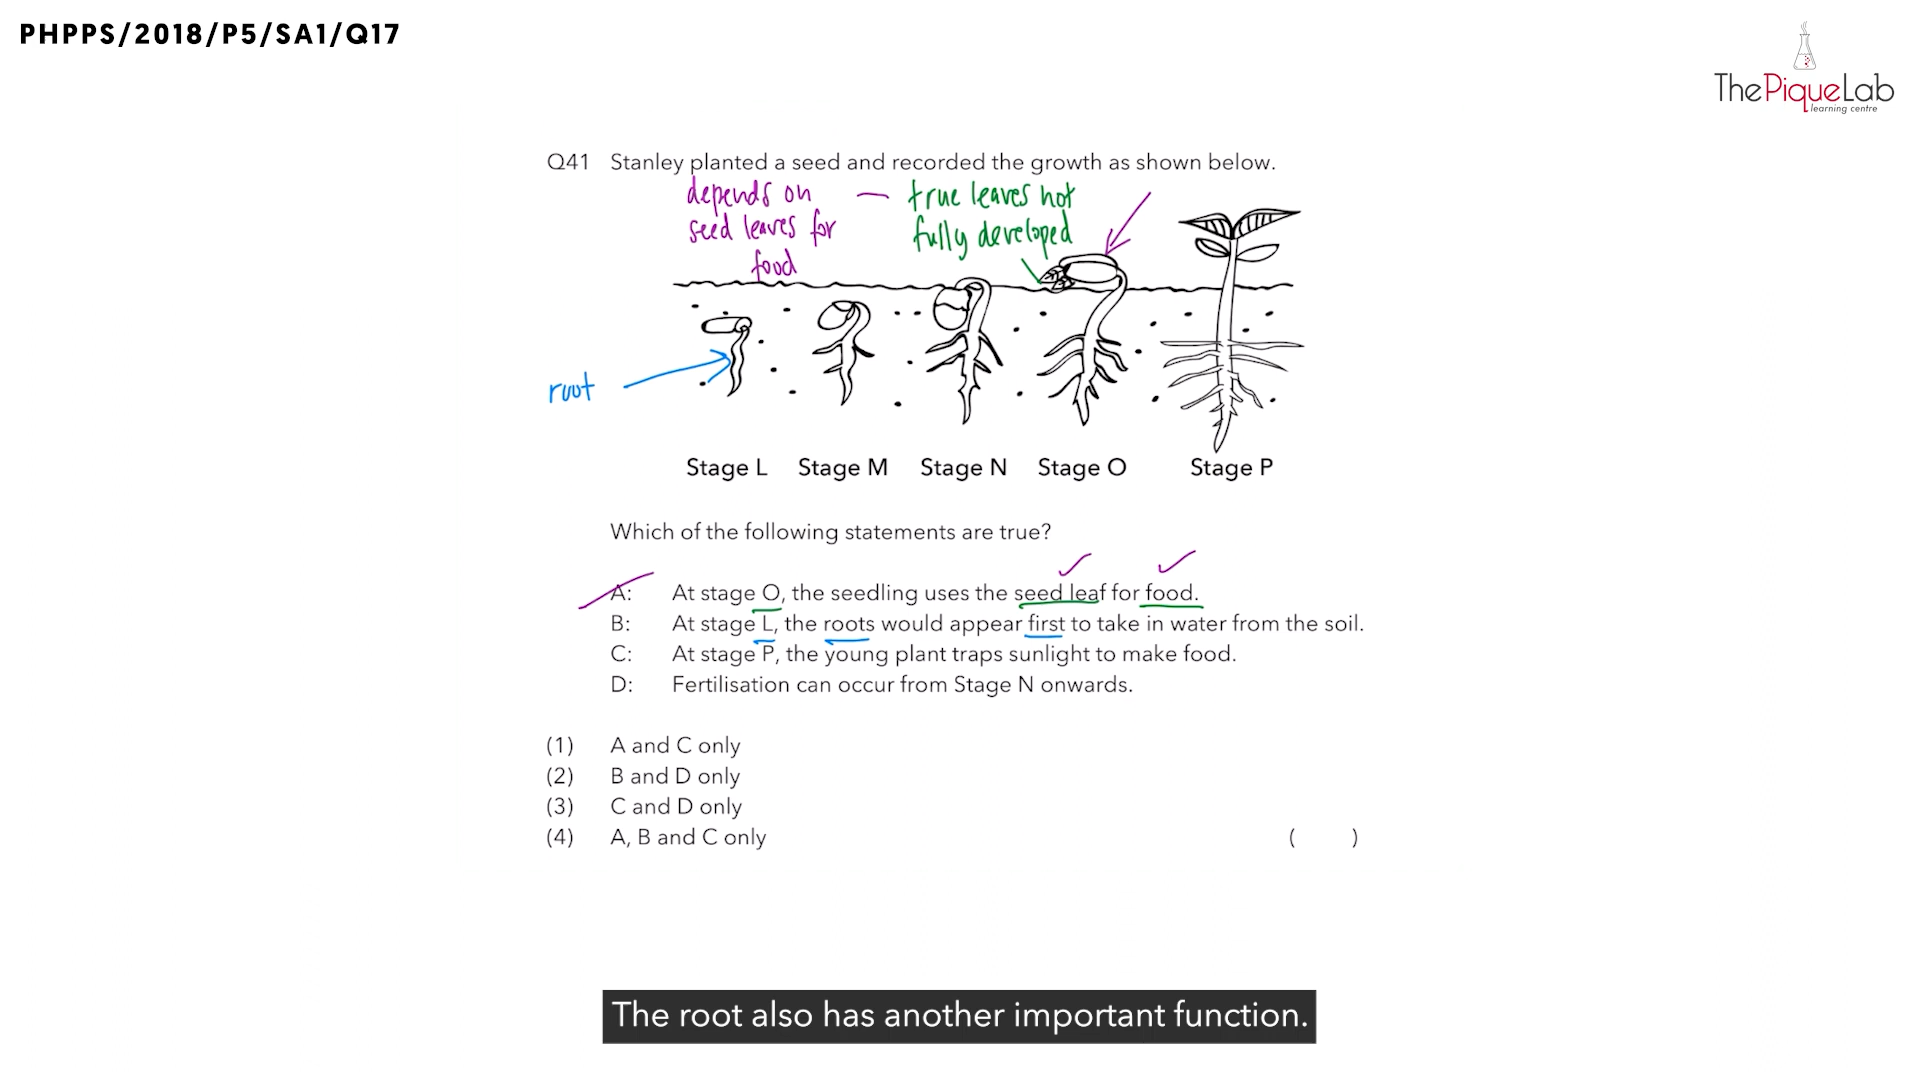 PHPPS/2018/P5/SA1/Q17
ThePiqueLab
learning centre
Q41 Stanley planted a seed and recorded the growth as shown below.
depends on — true leaves not
seed leaves for fully developed
food
root
Stage L Stage M Stage N Stage O Stage P
Which of the following statements are true?
A: At stage O, the seedling uses the seed leaf for food.
B: At stage L, the roots would appear first to take in water from the soil.
C: At stage P, the young plant traps sunlight to make food.
D: Fertilisation can occur from Stage N onwards.
(1) A and C only
(2) B and D only
(3) C and D only
(4) A, B and C only ( )
The root also has another important function.